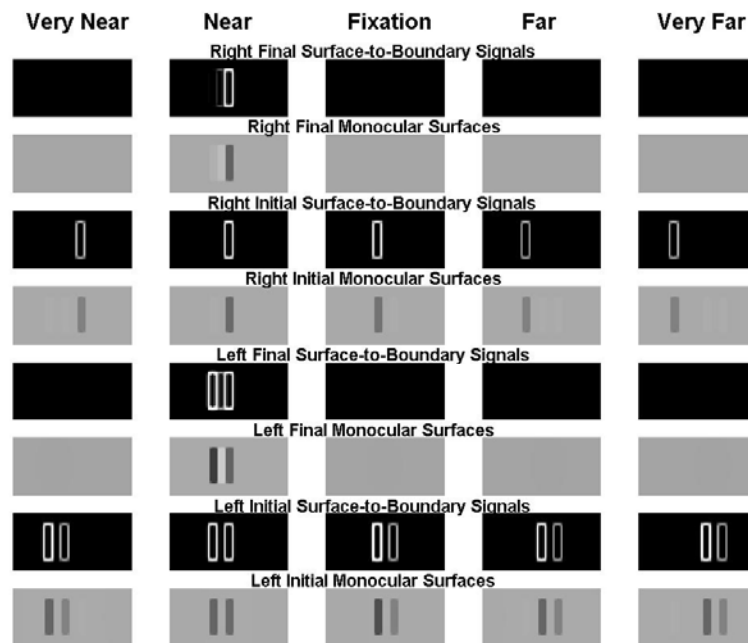 Very Near Near Fixation Far Very Far
Right Final Surface-to-Boundary Signals
Right Final Monocular Surfaces
Right Initial Surface-to-Boundary Signals
Right Initial Monocular Surfaces
Left Final Surface-to-Boundary Signals
Left Final Monocular Surfaces
Left Initial Surface-to-Boundary Signals
Left Initial Monocular Surfaces